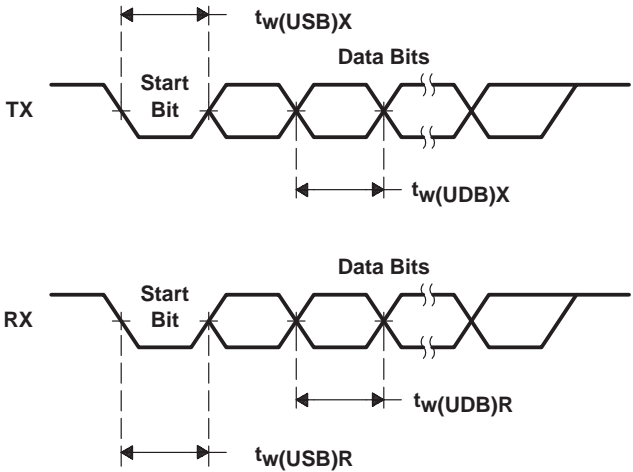 tw(USB)X
Data Bits
Start
Bit
TX
tw(UDB)X
Data Bits
Start
Bit
RX
tw(UDB)R
tw(USB)R